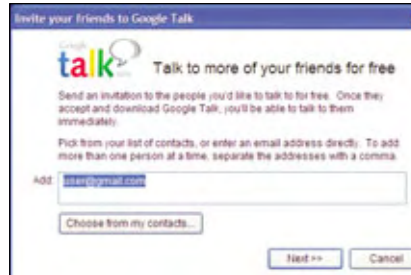 Invite your friends to Google Talk
Google
talk
Talk to more of your friends for free
Send an invitation to the people you'd like to talk to for free. Once they
accept and download Google Talk, you'll be able to talk to them
immediately.
Pick from your list of contacts, or enter an email address directly. To add
more than one person at a time, separate the addresses with a comma.
Add: user@gmail.com
Choose from my contacts...
Next >> Cancel